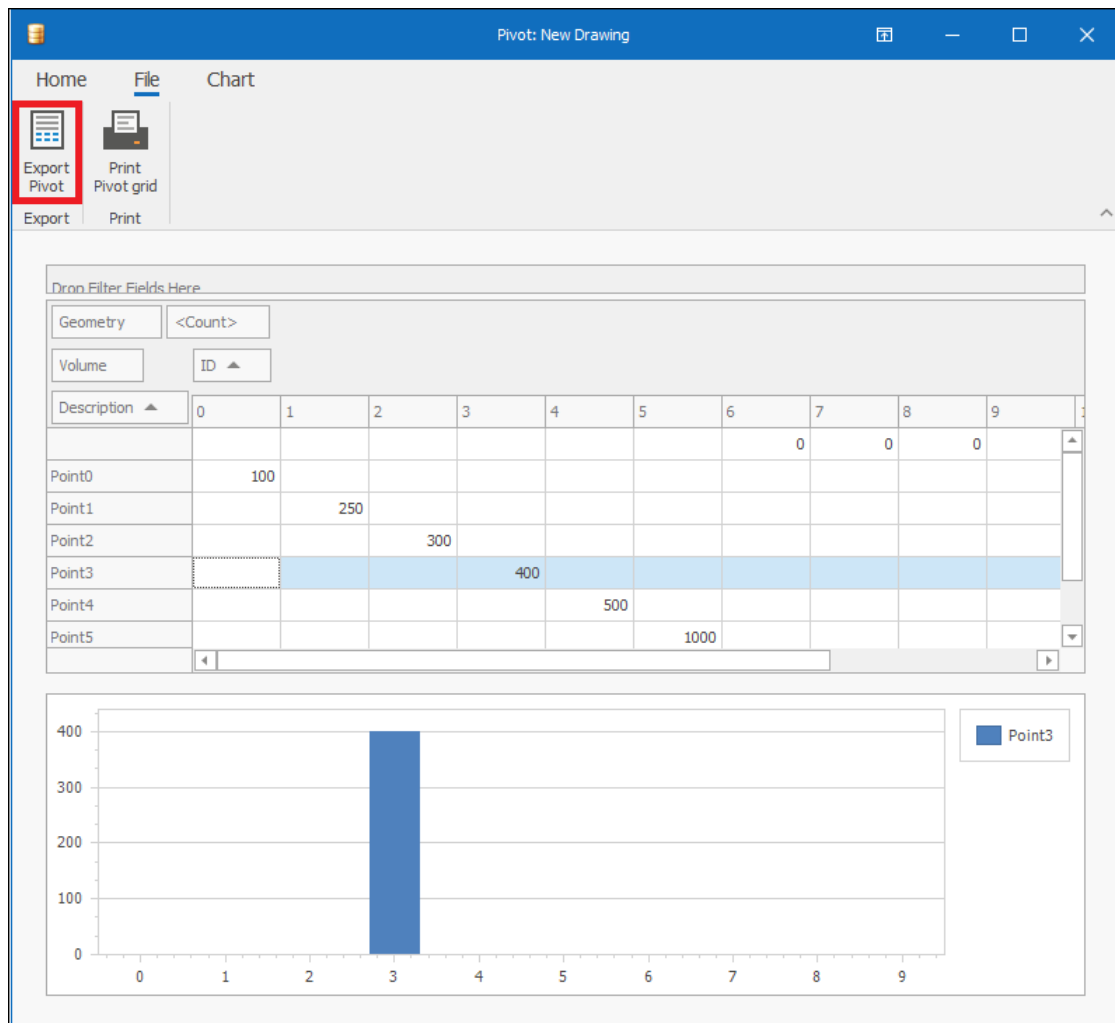 Pivot: New Drawing
Home File Chart
Export Pivot
Print Pivot grid
Export Print
Drop Filter Fields Here
Geometry <Count>
Volume ID
Description 0 1 2 3 4 5 6 7 8 9
0 0 0
Point0 100
Point1 250
Point2 300
Point3 400
Point4 500
Point5 1000
400
300
200
100
0
0 1 2 3 4 5 6 7 8 9
Point3